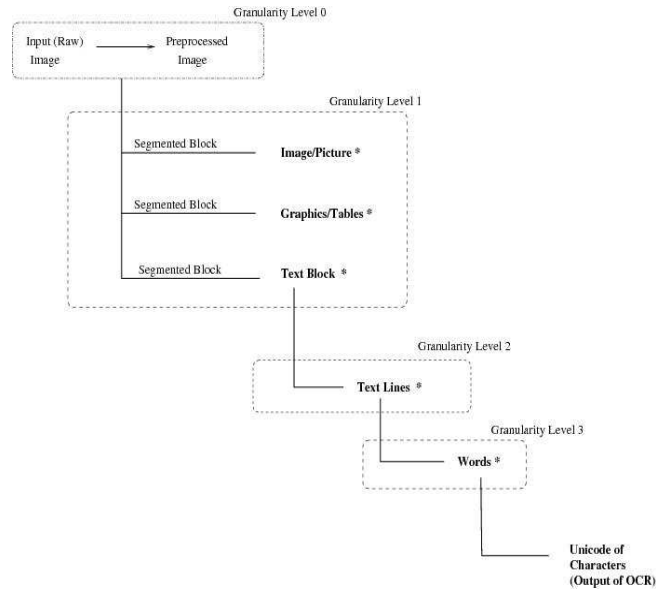 Granularity Level 0
Input (Raw)
Image
Preprocessed
Image
Granularity Level 1
Segmented Block
Image/Picture *
Segmented Block
Graphics/Tables *
Segmented Block
Text Block *
Granularity Level 2
Text Lines *
Granularity Level 3
Words *
Unicode of
Characters
(Output of OCR)